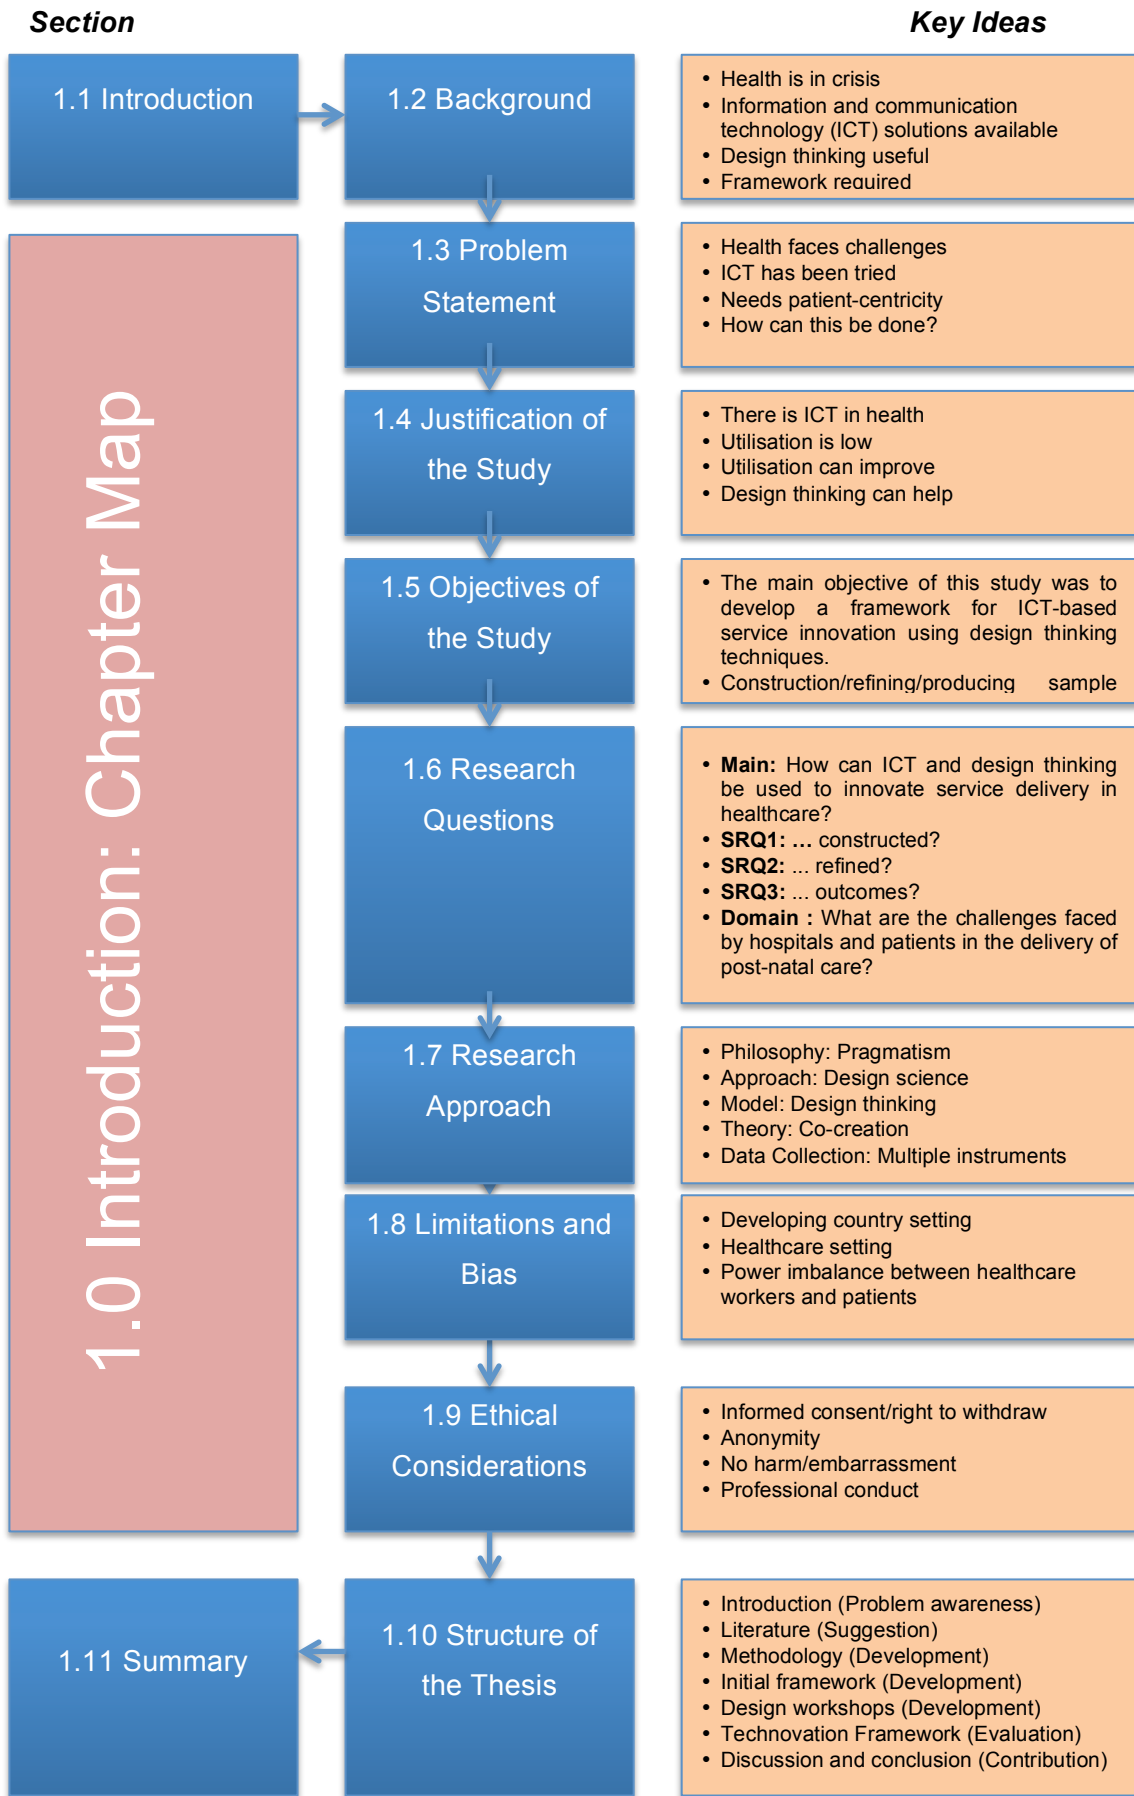 Section
Key Ideas
1.1 Introduction
1.2 Background
• Health is in crisis
• Information and communication
technology (ICT) solutions available
• Design thinking useful
• Framework required
1.0 Introduction: Chapter Map
1.3 Problem
Statement
• Health faces challenges
• ICT has been tried
• Needs patient-centricity
• How can this be done?
1.4 Justification of
the Study
• There is ICT in health
• Utilisation is low
• Utilisation can improve
• Design thinking can help
1.5 Objectives of
the Study
• The main objective of this study was to
develop a framework for ICT-based
service innovation using design thinking
techniques.
• Construction/refining/producing sample
1.6 Research
Questions
• Main: How can ICT and design thinking
be used to innovate service delivery in
healthcare?
• SRQ1: ... constructed?
• SRQ2: ... refined?
• SRQ3: ... outcomes?
• Domain : What are the challenges faced
by hospitals and patients in the delivery of
post-natal care?
1.7 Research
Approach
• Philosophy: Pragmatism
• Approach: Design science
• Model: Design thinking
• Theory: Co-creation
• Data Collection: Multiple instruments
1.8 Limitations and
Bias
• Developing country setting
• Healthcare setting
• Power imbalance between healthcare
workers and patients
1.9 Ethical
Considerations
• Informed consent/right to withdraw
• Anonymity
• No harm/embarrassment
• Professional conduct
1.11 Summary
1.10 Structure of
the Thesis
• Introduction (Problem awareness)
• Literature (Suggestion)
• Methodology (Development)
• Initial framework (Development)
• Design workshops (Development)
• Technovation Framework (Evaluation)
• Discussion and conclusion (Contribution)